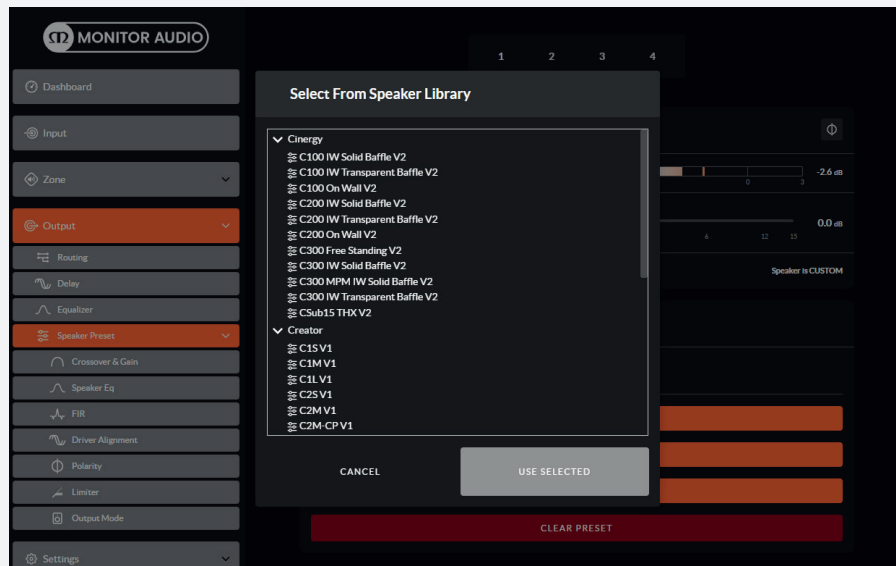 MONITOR AUDIO
1 2 3 4
Dashboard
Input
Zone
Output
Routing
Delay
Equalizer
Speaker Preset
Crossover & Gain
Speaker Eq
FIR
Driver Alignment
Polarity
Limiter
Output Mode
Settings
Select From Speaker Library
Cinergy
C100 IW Solid Baffle V2
C100 IW Transparent Baffle V2
C100 On Wall V2
C200 IW Solid Baffle V2
C200 IW Transparent Baffle V2
C200 On Wall V2
C300 Free Standing V2
C300 IW Solid Baffle V2
C300 MPM IW Solid Baffle V2
C300 IW Transparent Baffle V2
CSub15 THX V2
Creator
C1S V1
C1M V1
C1L V1
C2S V1
C2M V1
C2M-CP V1
CANCEL USE SELECTED
-2.6 dB
0 3
0.0 dB
6 12 15
Speaker is CUSTOM
CLEAR PRESET